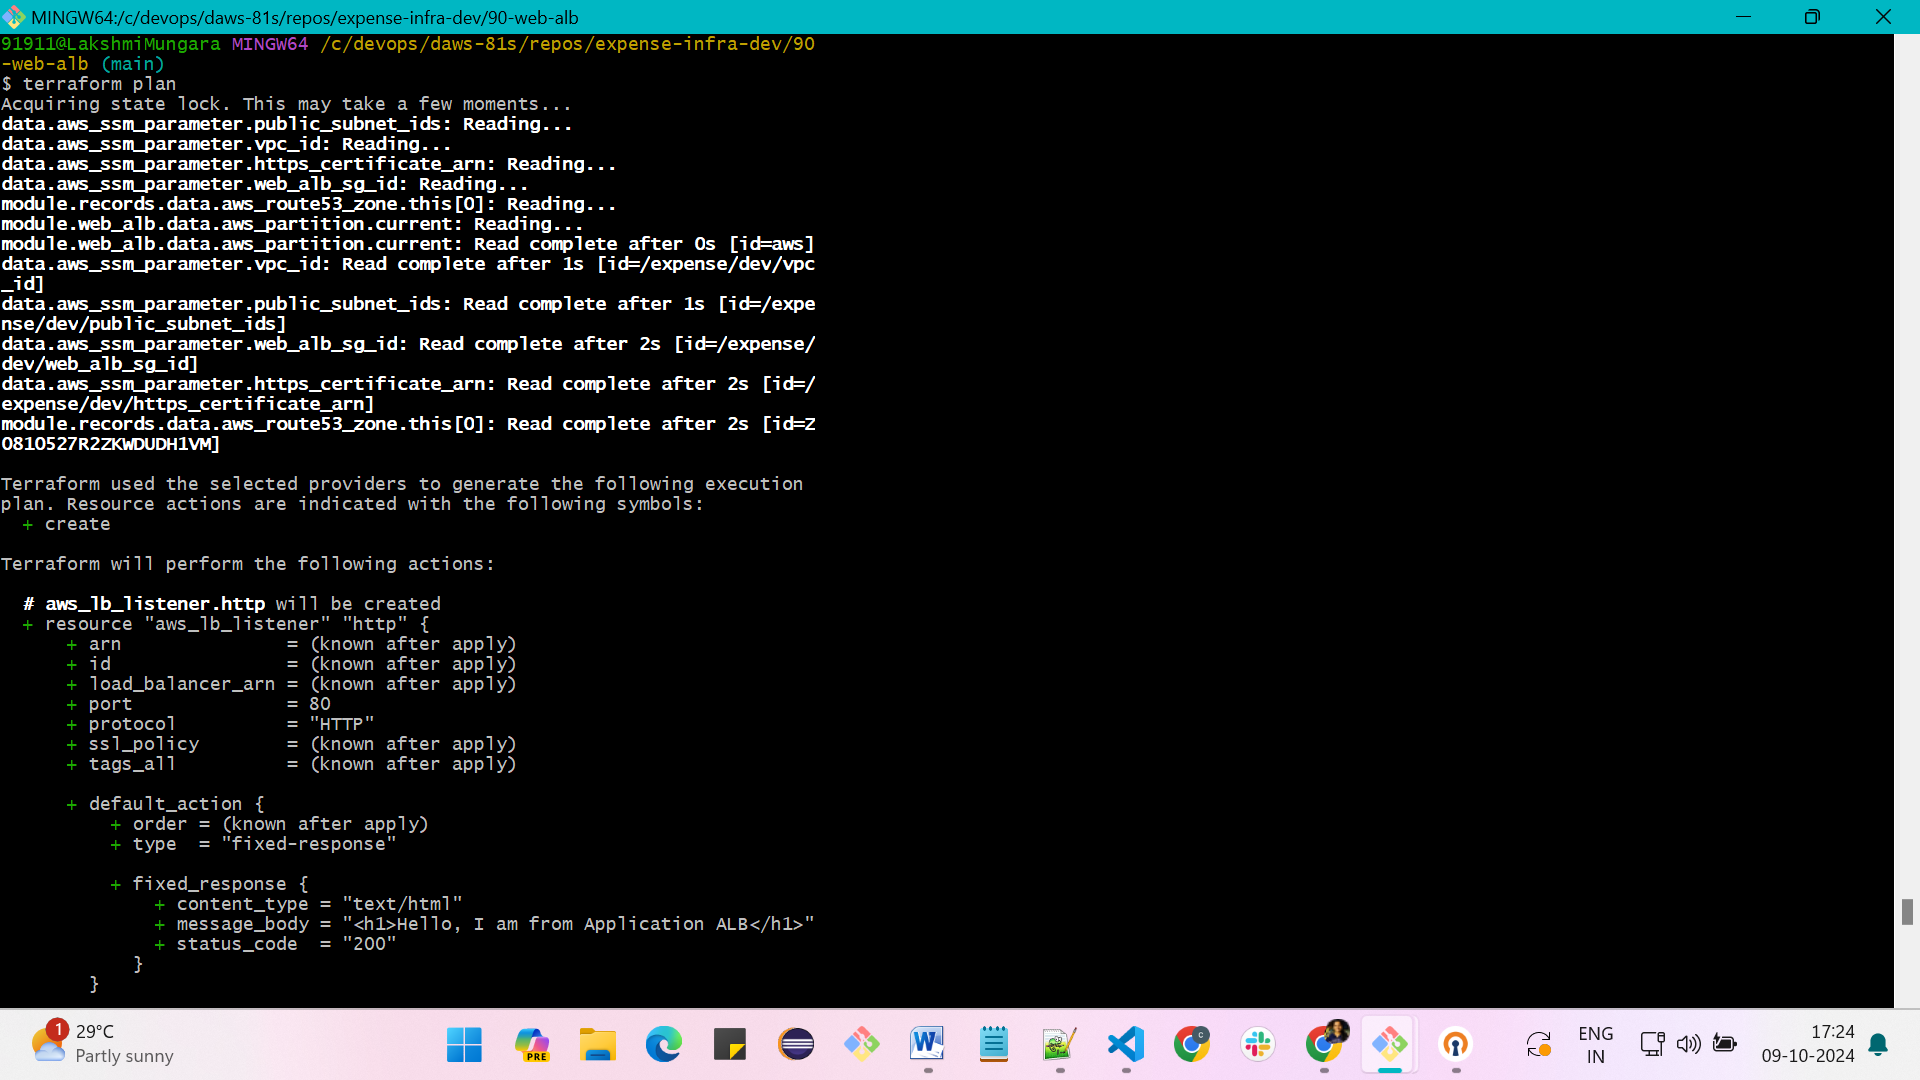 MINGW64:/c/devops/daws-81s/repos/expense-infra-dev/90-web-alb
91911@LakshmiMungara MINGW64 /c/devops/daws-81s/repos/expense-infra-dev/90
-web-alb (main)
$ terraform plan
Acquiring state lock. This may take a few moments...
data.aws_ssm_parameter.public_subnet_ids: Reading...
data.aws_ssm_parameter.vpc_id: Reading...
data.aws_ssm_parameter.https_certificate_arn: Reading...
data.aws_ssm_parameter.web_alb_sg_id: Reading...
module.records.data.aws_route53_zone.this[0]: Reading...
module.web_alb.data.aws_partition.current: Reading...
module.web_alb.data.aws_partition.current: Read complete after 0s [id=aws]
data.aws_ssm_parameter.vpc_id: Read complete after 1s [id=/expense/dev/vpc
_id]
data.aws_ssm_parameter.public_subnet_ids: Read complete after 1s [id=/expe
nse/dev/public_subnet_ids]
data.aws_ssm_parameter.web_alb_sg_id: Read complete after 2s [id=/expense/
dev/web_alb_sg_id]
data.aws_ssm_parameter.https_certificate_arn: Read complete after 2s [id=/
expense/dev/https_certificate_arn]
module.records.data.aws_route53_zone.this[0]: Read complete after 2s [id=Z
0810527R2ZKWDUDH1VM]

Terraform used the selected providers to generate the following execution
plan. Resource actions are indicated with the following symbols:
  + create

Terraform will perform the following actions:

  # aws_lb_listener.http will be created
  + resource "aws_lb_listener" "http" {
      + arn               = (known after apply)
      + id                = (known after apply)
      + load_balancer_arn = (known after apply)
      + port              = 80
      + protocol          = "HTTP"
      + ssl_policy        = (known after apply)
      + tags_all          = (known after apply)

      + default_action {
          + order = (known after apply)
          + type  = "fixed-response"

          + fixed_response {
              + content_type = "text/html"
              + message_body = "<h1>Hello, I am from Application ALB</h1>"
              + status_code  = "200"
            }
        }
1
29°C
Partly sunny
PRE
ENG
IN
17:24
09-10-2024